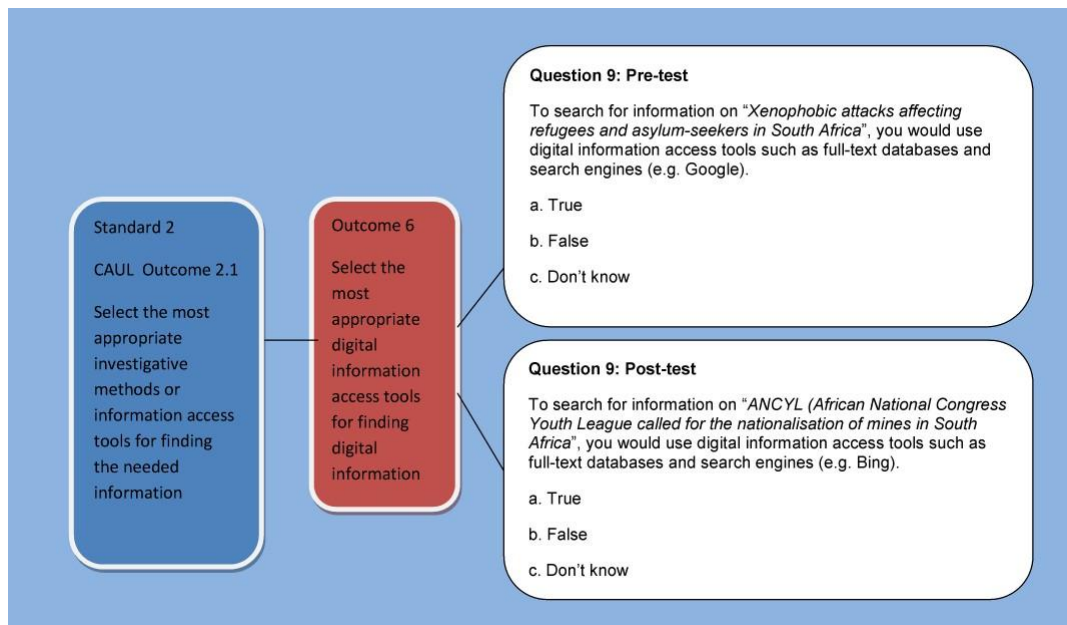 Standard 2
CAUL Outcome 2.1
Select the most
appropriate
investigative
methods or
information access
tools for finding
the needed
information
Outcome 6
Select the
most
appropriate
digital
information
access tools
for finding
digital
information
Question 9: Pre-test
To search for information on “Xenophobic attacks affecting
refugees and asylum-seekers in South Africa”, you would use
digital information access tools such as full-text databases and
search engines (e.g. Google).
a. True
b. False
c. Don’t know
Question 9: Post-test
To search for information on “ANCYL (African National Congress
Youth League called for the nationalisation of mines in South
Africa”, you would use digital information access tools such as
full-text databases and search engines (e.g. Bing).
a. True
b. False
c. Don’t know